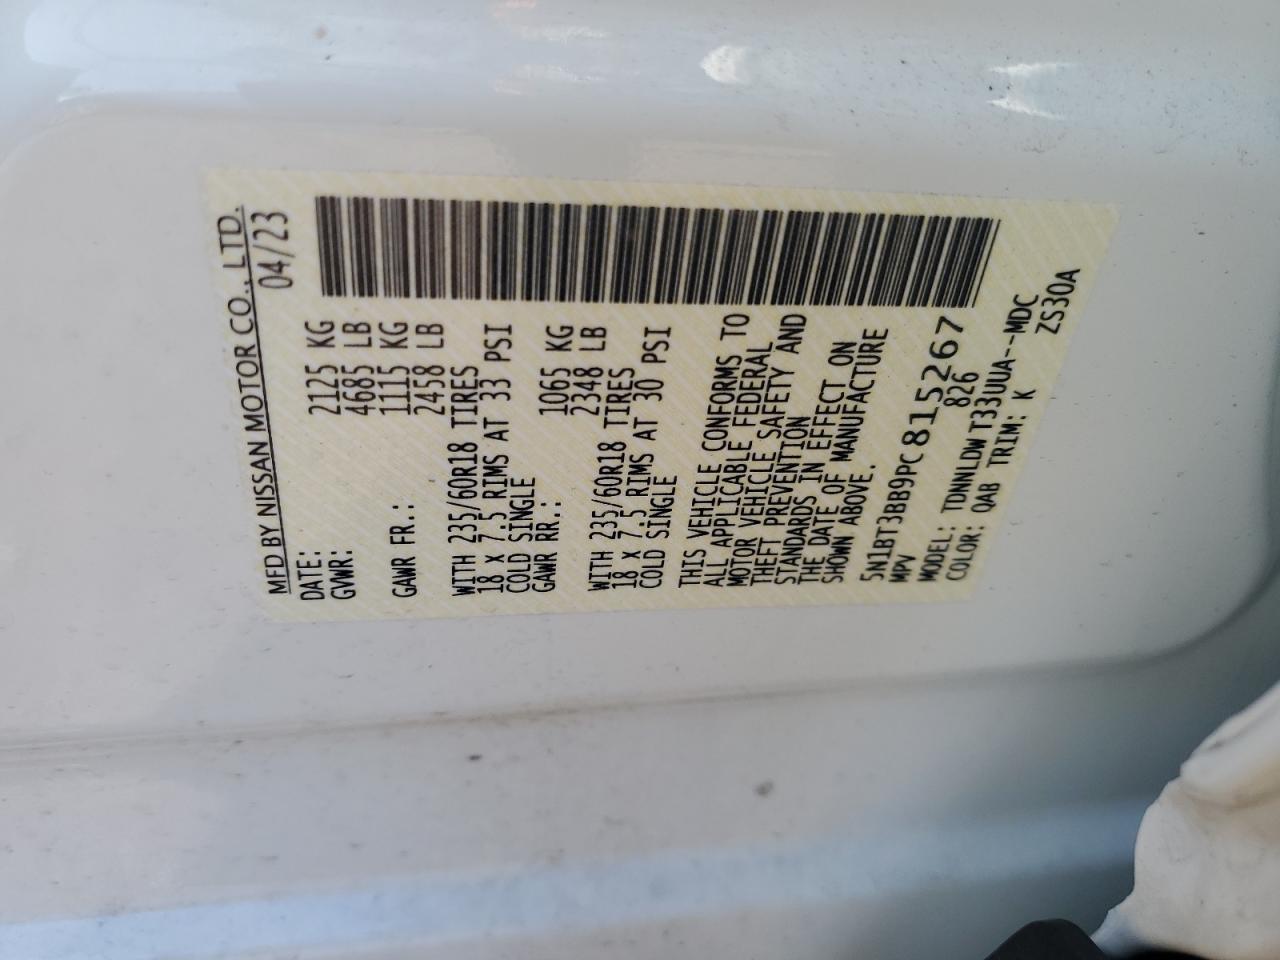 MFD BY NISSAN MOTOR CO., LTD.
DATE: 04/23
GVWR: 2125 KG
4685 LB
GAWR FR.: 1115 KG
2458 LB
WITH 235/60R18 TIRES
18 X 7.5 RIMS AT 33 PSI
COLD SINGLE
GAWR RR.: 1065 KG
2348 LB
WITH 235/60R18 TIRES
18 X 7.5 RIMS AT 30 PSI
COLD SINGLE
THIS VEHICLE CONFORMS TO
ALL APPLICABLE FEDERAL
MOTOR VEHICLE SAFETY AND
THEFT PREVENTION
STANDARDS IN EFFECT ON
THE DATE OF MANUFACTURE
SHOWN ABOVE.
5N1BT3BB9PC815267
MPV 826
MODEL: TDNNLDW T33UUA--MDC
COLOR: QAB TRIM: K ZS30A